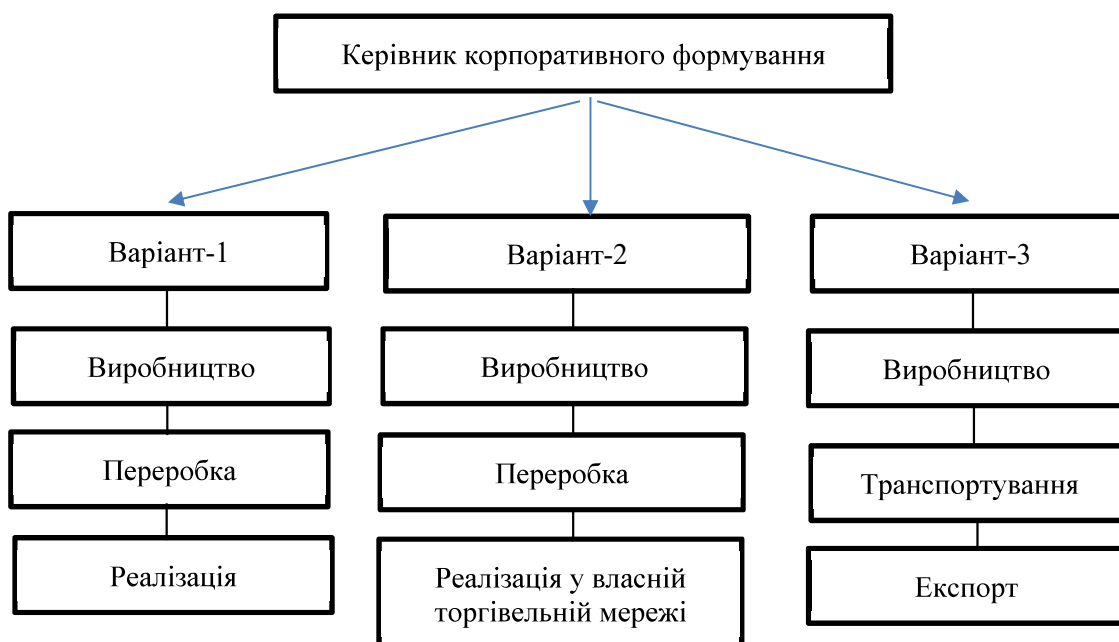 Керівник корпоративного формування
Варіант-1
Варіант-2
Варіант-3
Виробництво
Виробництво
Виробництво
Переробка
Переробка
Транспортування
Реалізація
Реалізація у власній
торгівельній мережі
Експорт